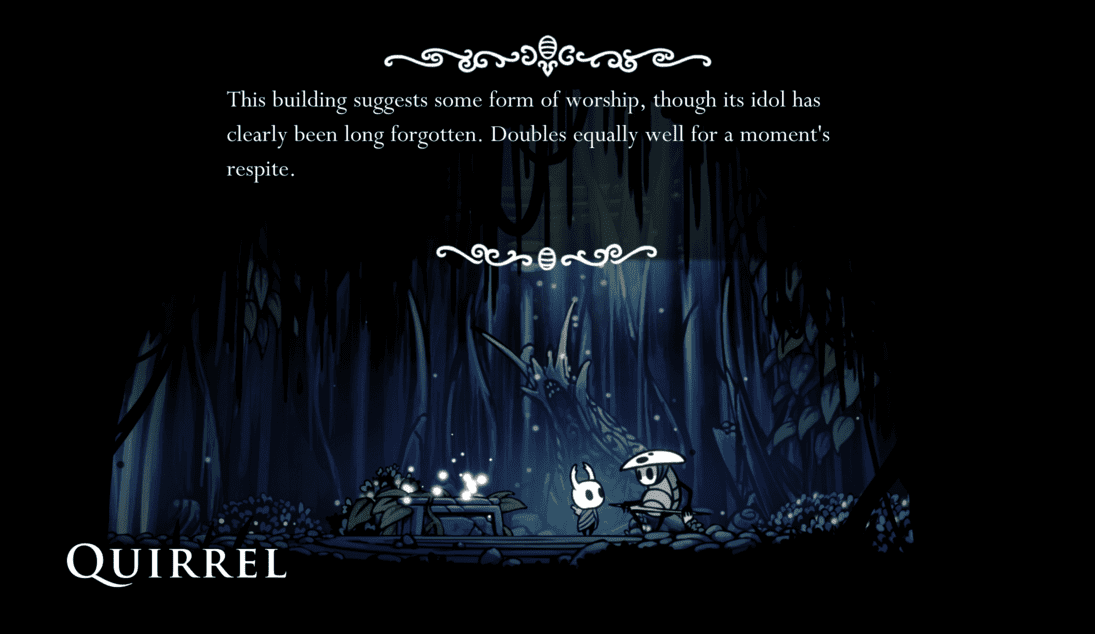 This building suggests some form of worship, though its idol has
clearly been long forgotten. Doubles equally well for a moment's
respite.
QUIRREL